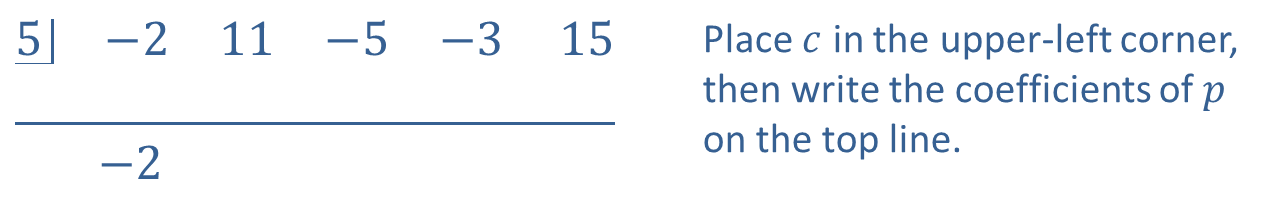 5| −2 11 −5 −3 15
−2
Place c in the upper-left corner,
then write the coefficients of p
on the top line.